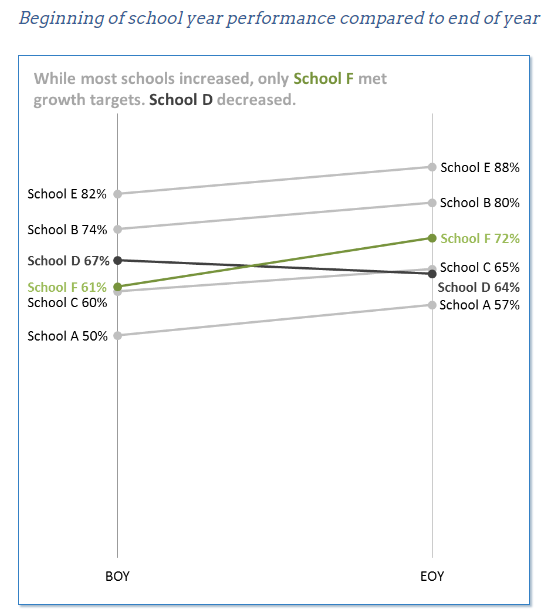 Beginning of school year performance compared to end of year
While most schools increased, only School F met
growth targets. School D decreased.
School E 88%
School E 82%
School B 80%
School B 74%
School F 72%
School D 67%
School C 65%
School F 61%
School D 64%
School C 60%
School A 57%
School A 50%
BOY
EOY